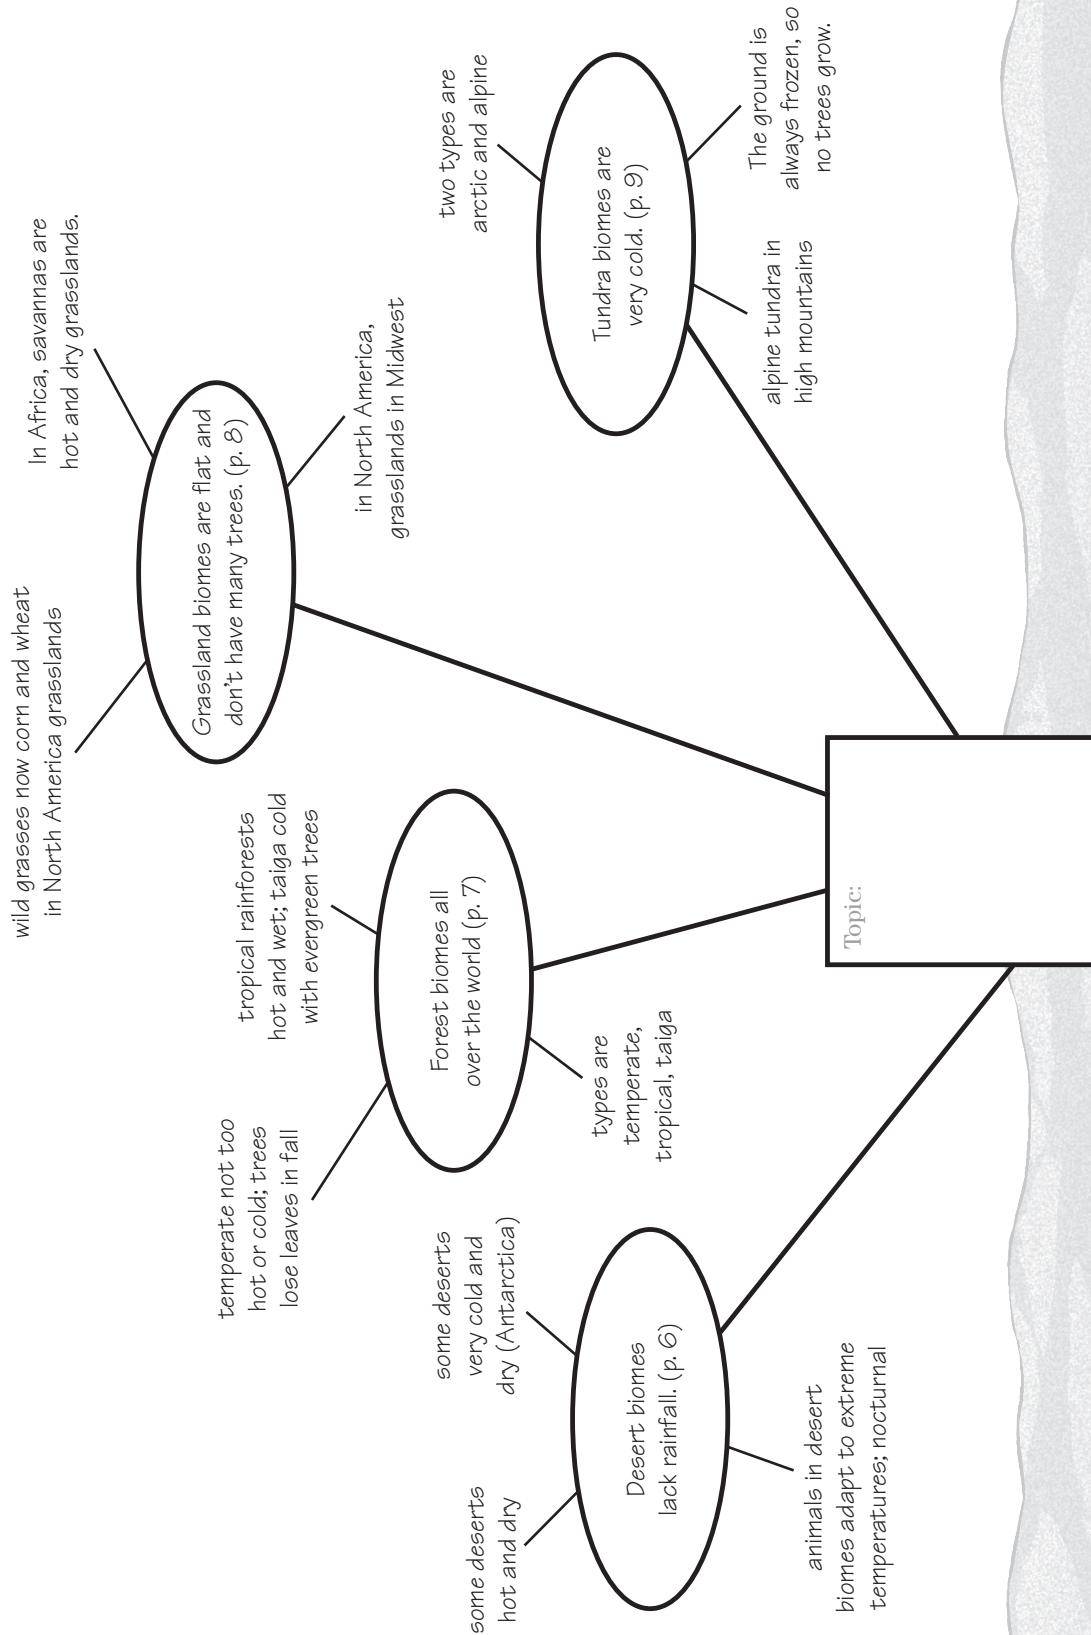 some deserts
hot and dry
some deserts
very cold and
dry (Antarctica)
Desert biomes
lack rainfall. (p. 6)
animals in desert
biomes adapt to extreme
temperatures; nocturnal
temperate not too
hot or cold; trees
lose leaves in fall
tropical rainforests
hot and wet; taiga cold
with evergreen trees
Forest biomes all
over the world (p. 7)
types are
temperate,
tropical, taiga
wild grasses now corn and wheat
in North America grasslands
In Africa, savannas are
hot and dry grasslands.
Grassland biomes are flat and
don't have many trees. (p. 8)
in North America,
grasslands in Midwest
two types are
arctic and alpine
Tundra biomes are
very cold. (p. 9)
alpine tundra in
high mountains
The ground is
always frozen, so
no trees grow.
Topic: